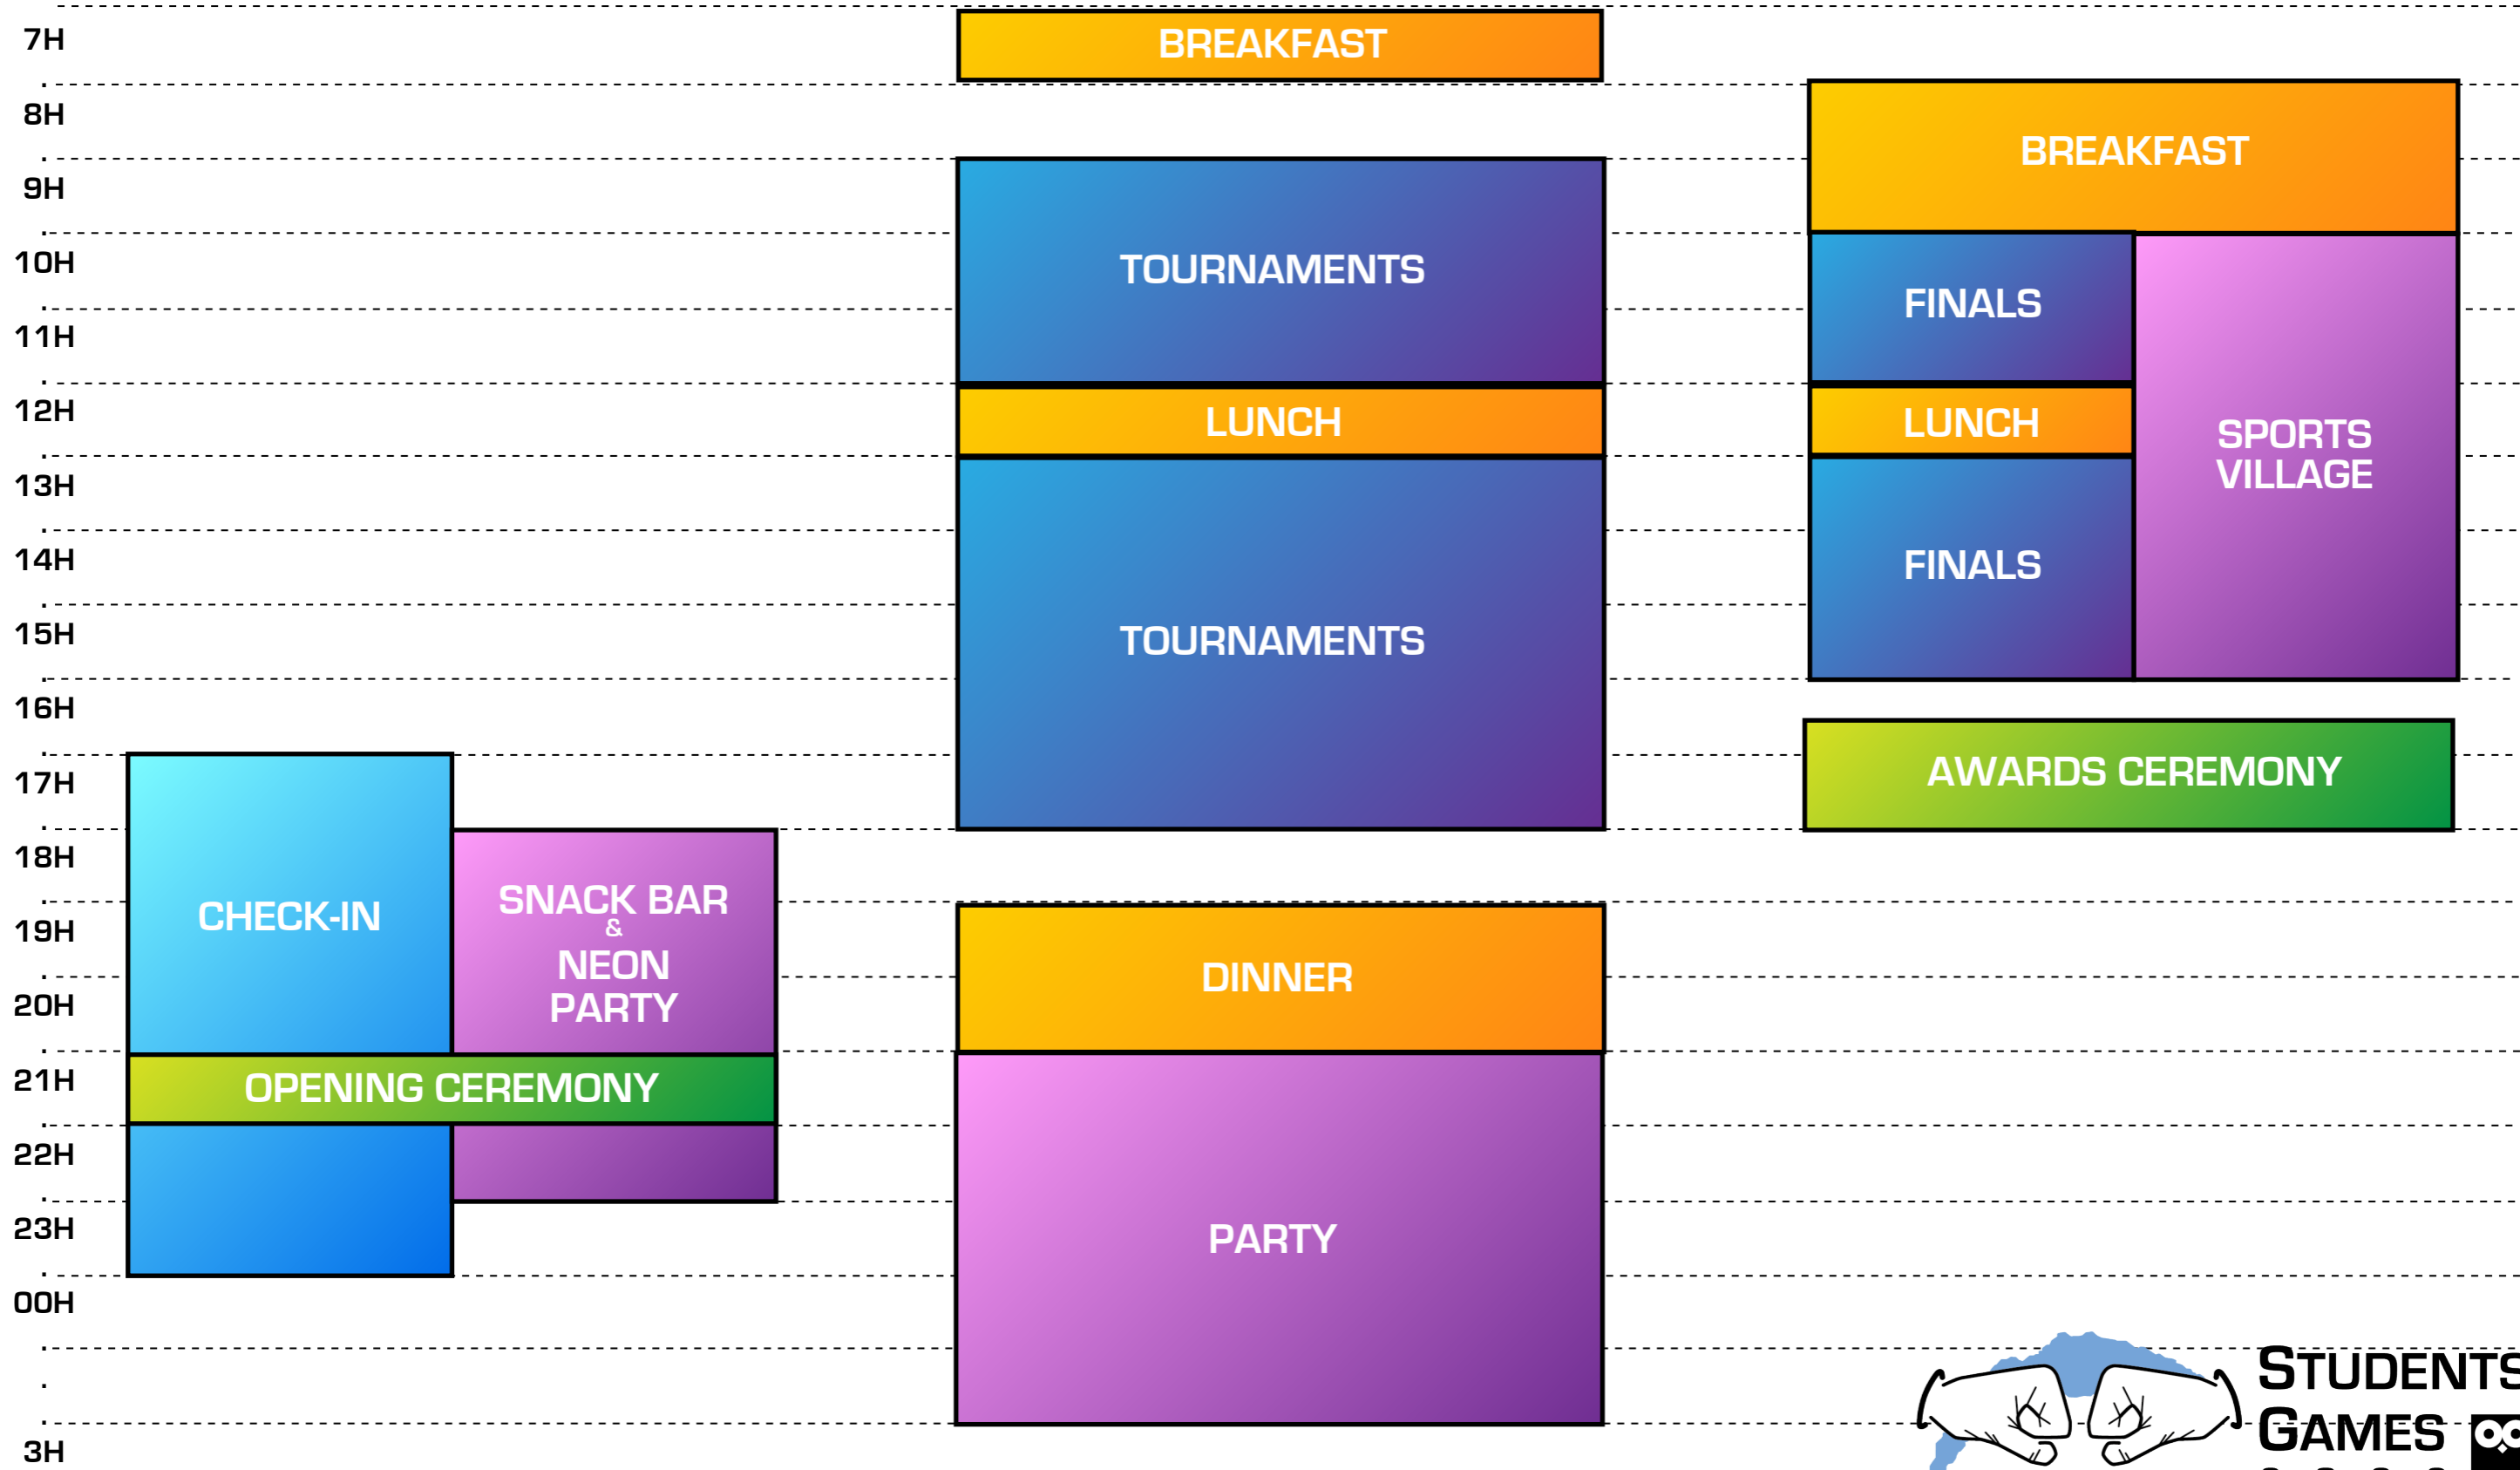 7H
8H
9H
10H
11H
12H
13H
14H
15H
16H
17H
18H
19H
20H
21H
22H
23H
00H
3H
CHECK-IN
SNACK BAR
&
NEON
PARTY
OPENING CEREMONY
BREAKFAST
TOURNAMENTS
LUNCH
TOURNAMENTS
DINNER
PARTY
BREAKFAST
FINALS
LUNCH
FINALS
SPORTS
VILLAGE
AWARDS CEREMONY
STUDENTS
GAMES